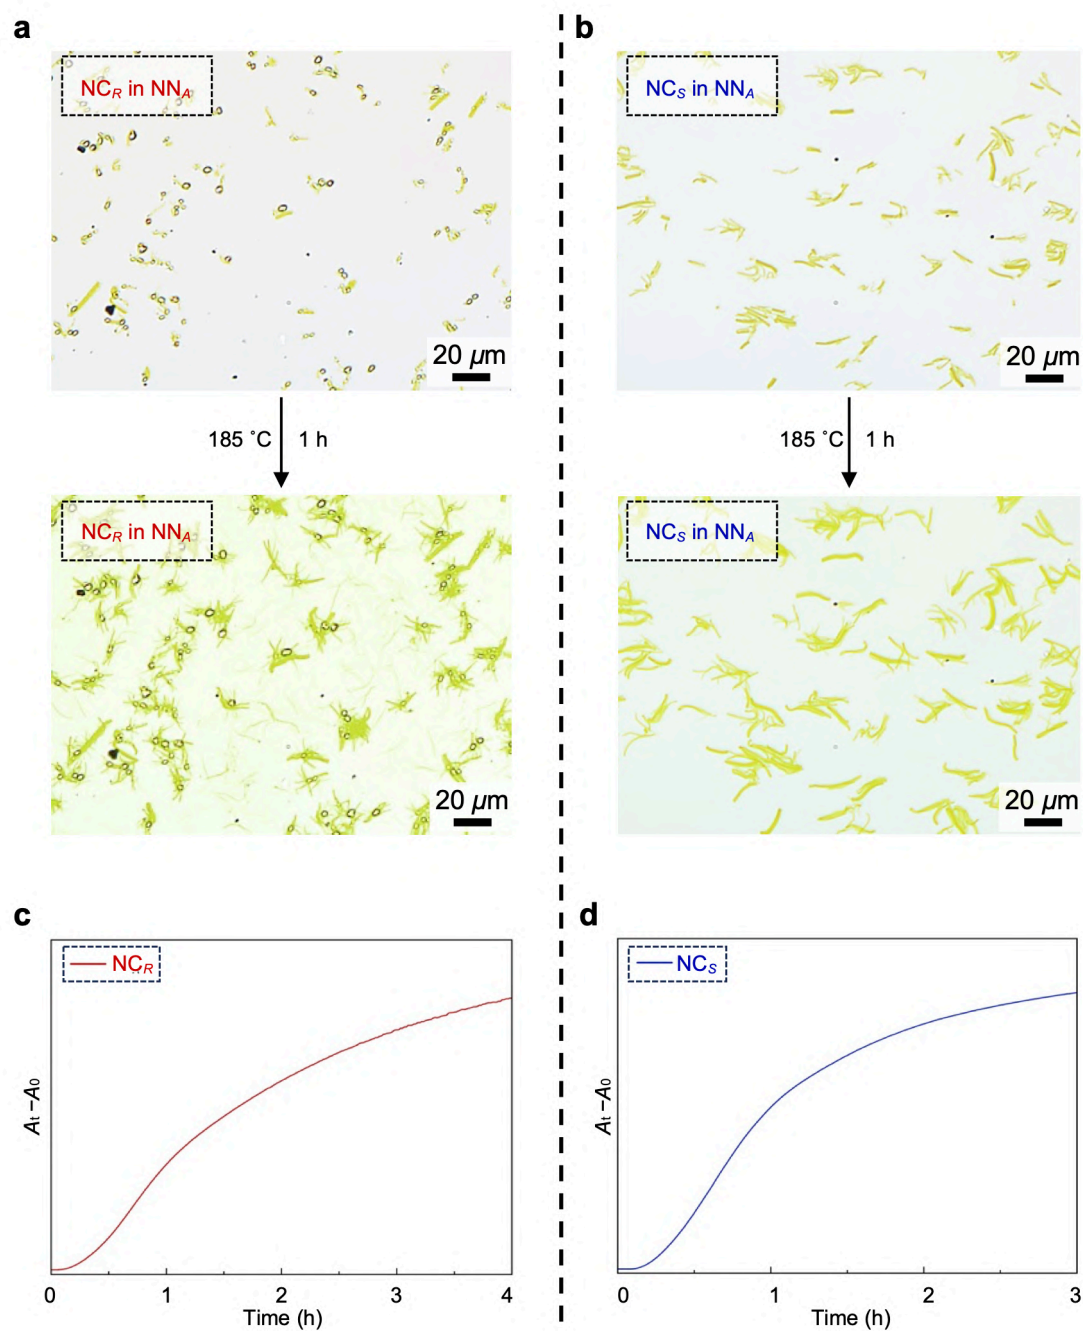 a
NCR in NNA
20 µm
185 ˚C 1 h
NCR in NNA
20 µm
b
NCS in NNA
20 µm
185 ˚C 1 h
NCS in NNA
20 µm
c
NCR
At –A0
0 1 2 3 4
Time (h)
d
NCS
At –A0
0 1 2 3
Time (h)